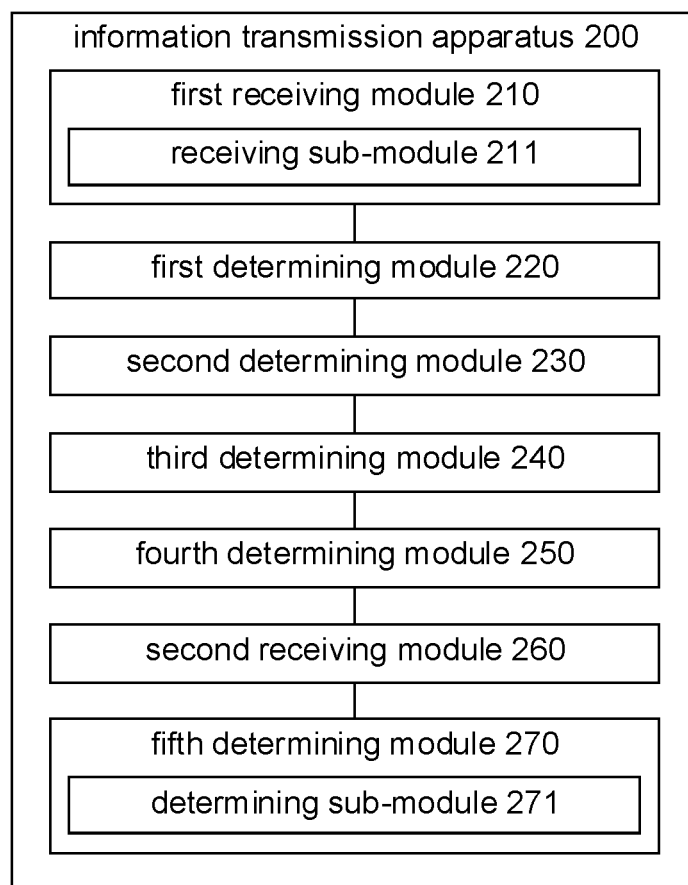 information transmission apparatus 200
first receiving module 210
receiving sub-module 211
first determining module 220
second determining module 230
third determining module 240
fourth determining module 250
second receiving module 260
fifth determining module 270
determining sub-module 271